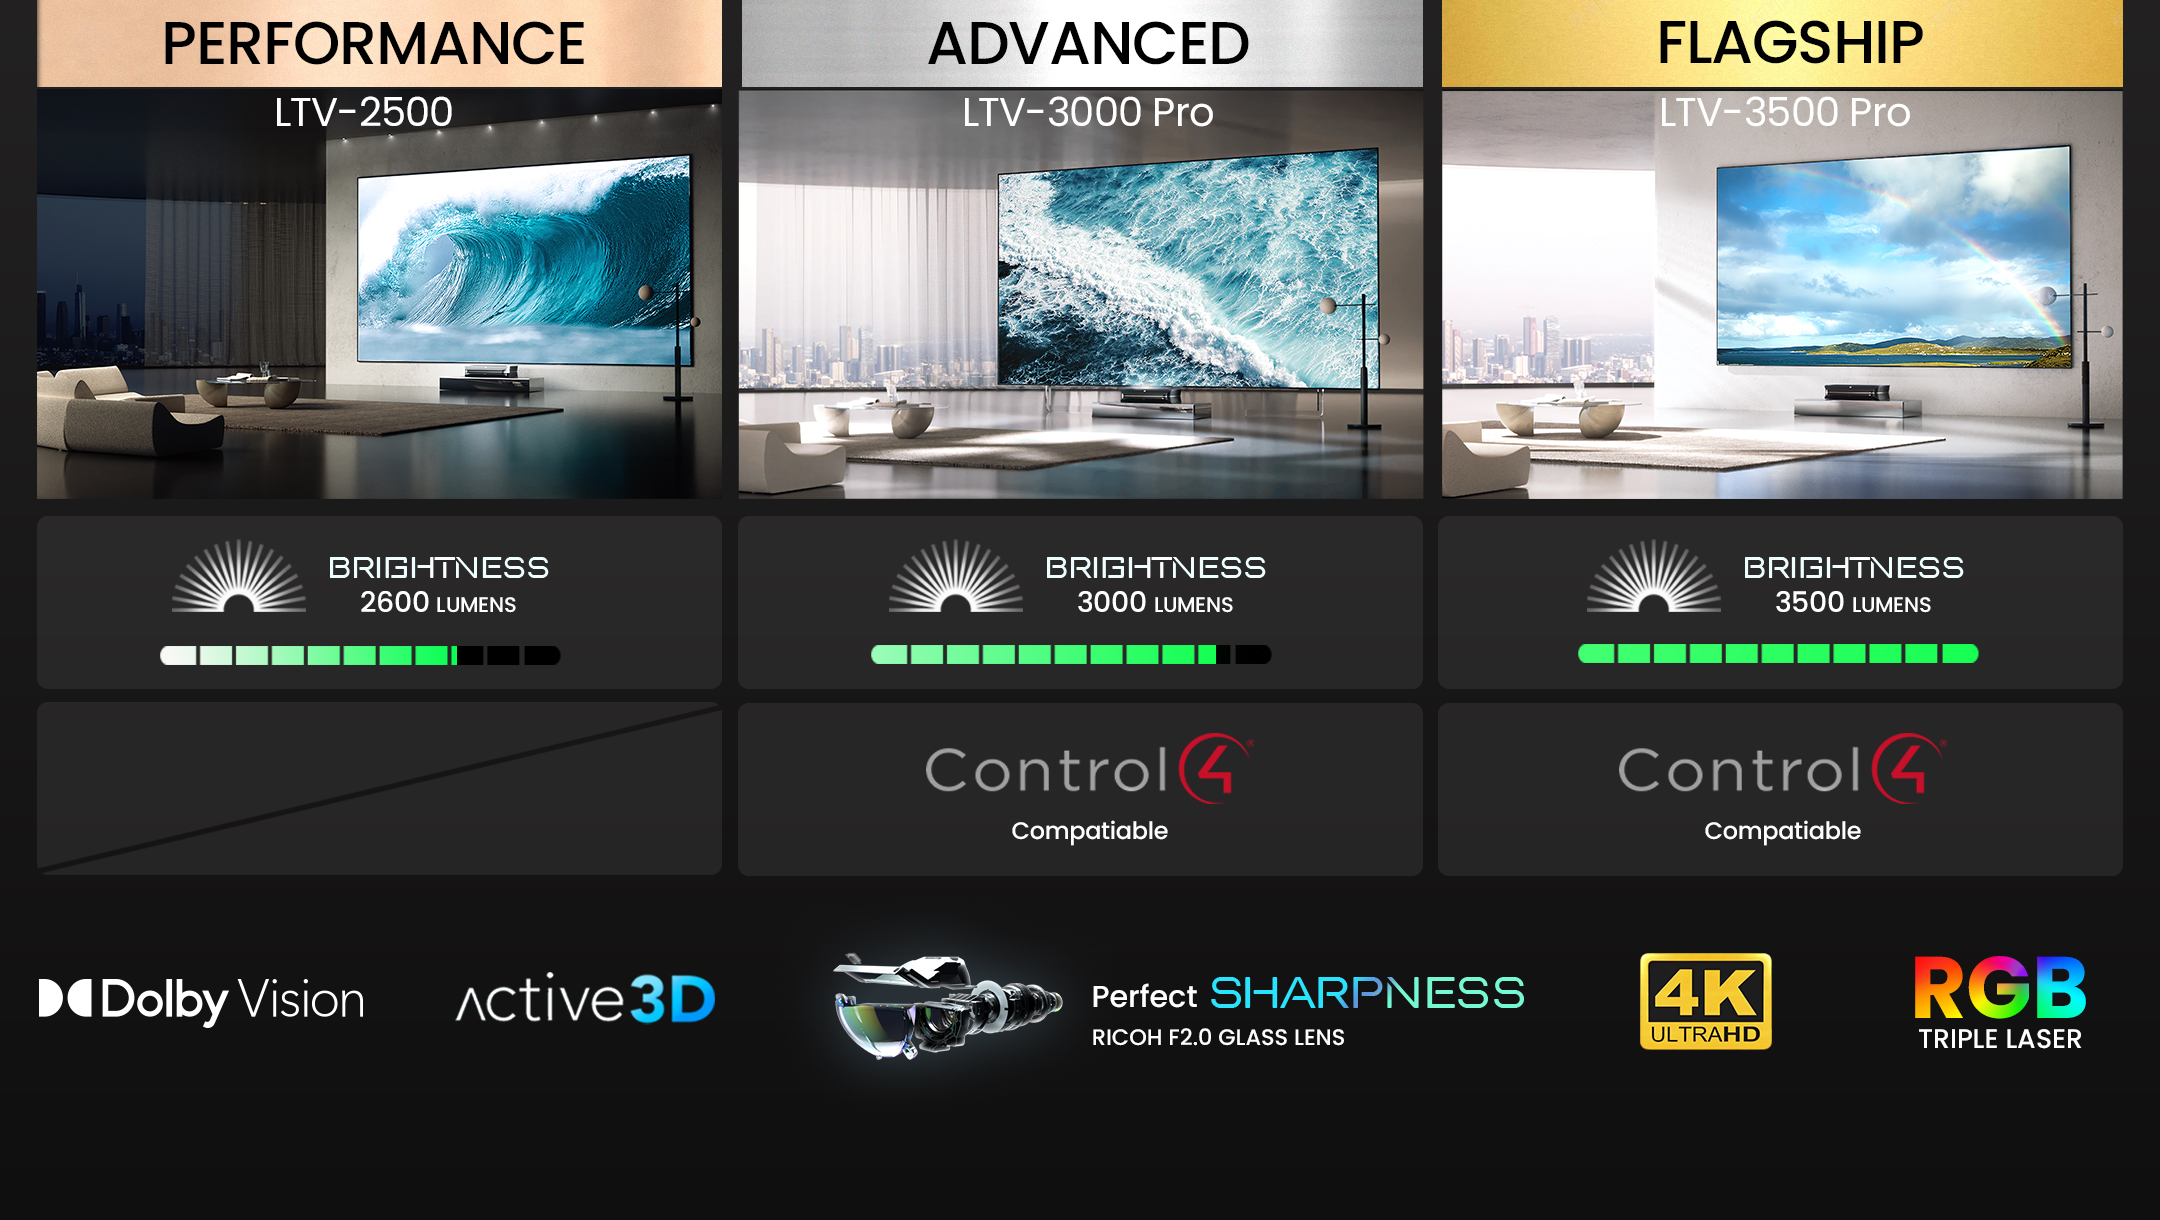 PERFORMANCE
ADVANCED
FLAGSHIP
LTV-2500
LTV-3000 Pro
LTV-3500 Pro
BRIGHTNESS
2600 LUMENS
BRIGHTNESS
3000 LUMENS
BRIGHTNESS
3500 LUMENS
Control4®
Compatiable
Control4®
Compatiable
Dolby Vision
Active3D
Perfect SHARPNESS
RICOH F2.0 GLASS LENS
4K
ULTRAHD
RGB
TRIPLE LASER